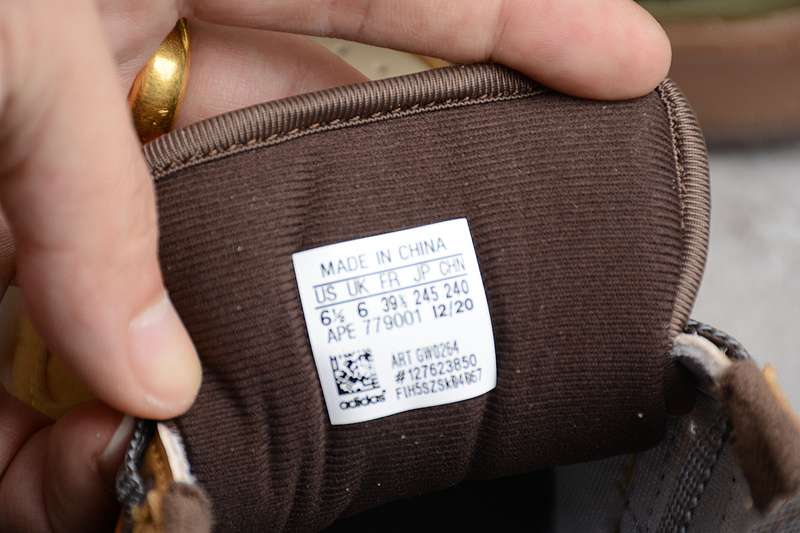 MADE IN CHINA
US UK FR JP CHN
6½ 6 39⅓ 245 240
APE 779001 12/20
ART GW0264
#127623850
FIH5SZSK04B67
adidas